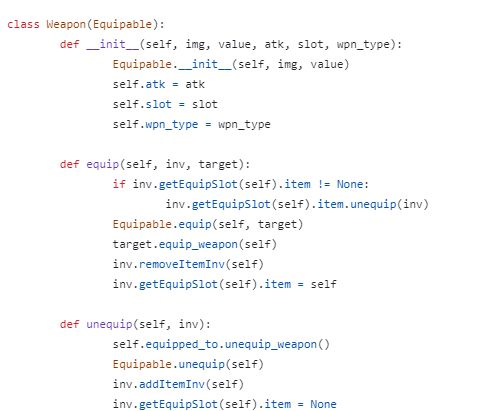 class Weapon(Equipable):
        def __init__(self, img, value, atk, slot, wpn_type):
                Equipable.__init__(self, img, value)
                self.atk = atk
                self.slot = slot
                self.wpn_type = wpn_type

        def equip(self, inv, target):
                if inv.getEquipSlot(self).item != None:
                        inv.getEquipSlot(self).item.unequip(inv)
                Equipable.equip(self, target)
                target.equip_weapon(self)
                inv.removeItemInv(self)
                inv.getEquipSlot(self).item = self

        def unequip(self, inv):
                self.equipped_to.unequip_weapon()
                Equipable.unequip(self)
                inv.addItemInv(self)
                inv.getEquipSlot(self).item = None